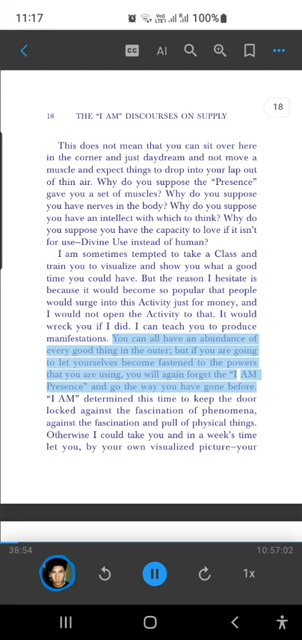 11:17
100%
CC
AI
18
18 THE "I AM" DISCOURSES ON SUPPLY
This does not mean that you can sit over here
in the corner and just daydream and not move a
muscle and expect things to drop into your lap out
of thin air. Why do you suppose the "Presence"
gave you a set of muscles? Why do you suppose
you have nerves in the body? Why do you suppose
you have an intellect with which to think? Why do
you suppose you have the capacity to love if it isn't
for use—Divine Use instead of human?
I am sometimes tempted to take a Class and
train you to visualize and show you what a good
time you could have. But the reason I hesitate is
because it would become so popular that people
would surge into this Activity just for money, and
I would not open the Activity to that. It would
wreck you if I did. I can teach you to produce
manifestations. You can all have an abundance of
every good thing in the outer; but if you are going
to let yourselves become fastened to the powers
that you are using, you will again forget the "I AM
Presence" and go the way you have gone before.
"I AM" determined this time to keep the door
locked against the fascination of phenomena,
against the fascination and pull of physical things.
Otherwise I could take you and in a week's time
let you, by your own visualized picture—your
38:54
10:57:02
1x